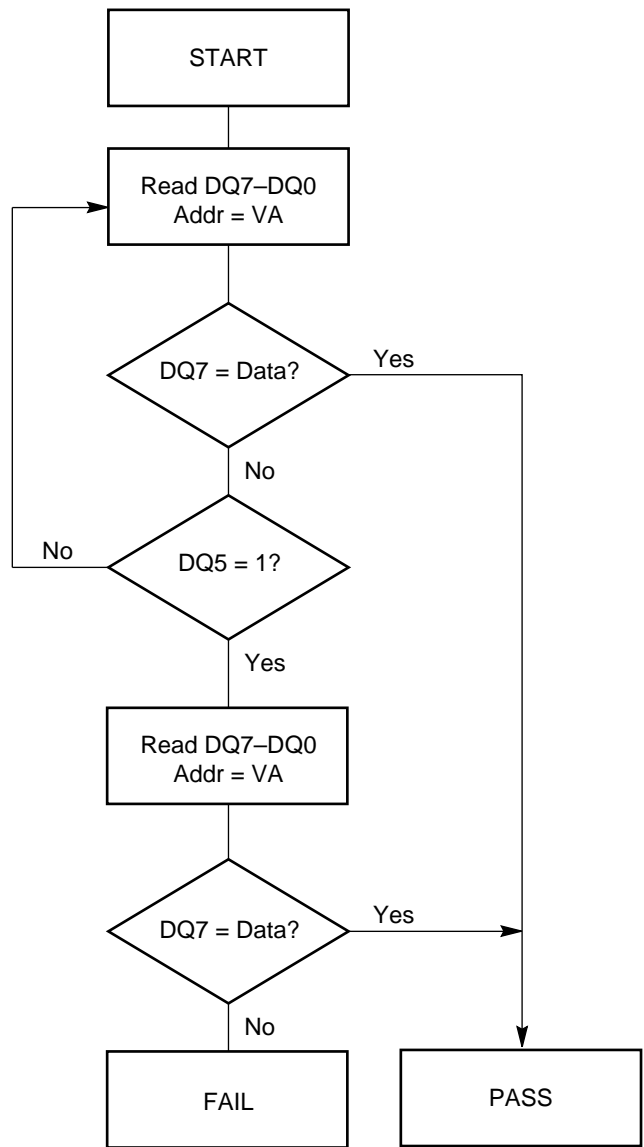 START
Read DQ7–DQ0
Addr = VA
DQ7 = Data?
Yes
No
No
DQ5 = 1?
Yes
Read DQ7–DQ0
Addr = VA
DQ7 = Data?
Yes
No
FAIL
PASS